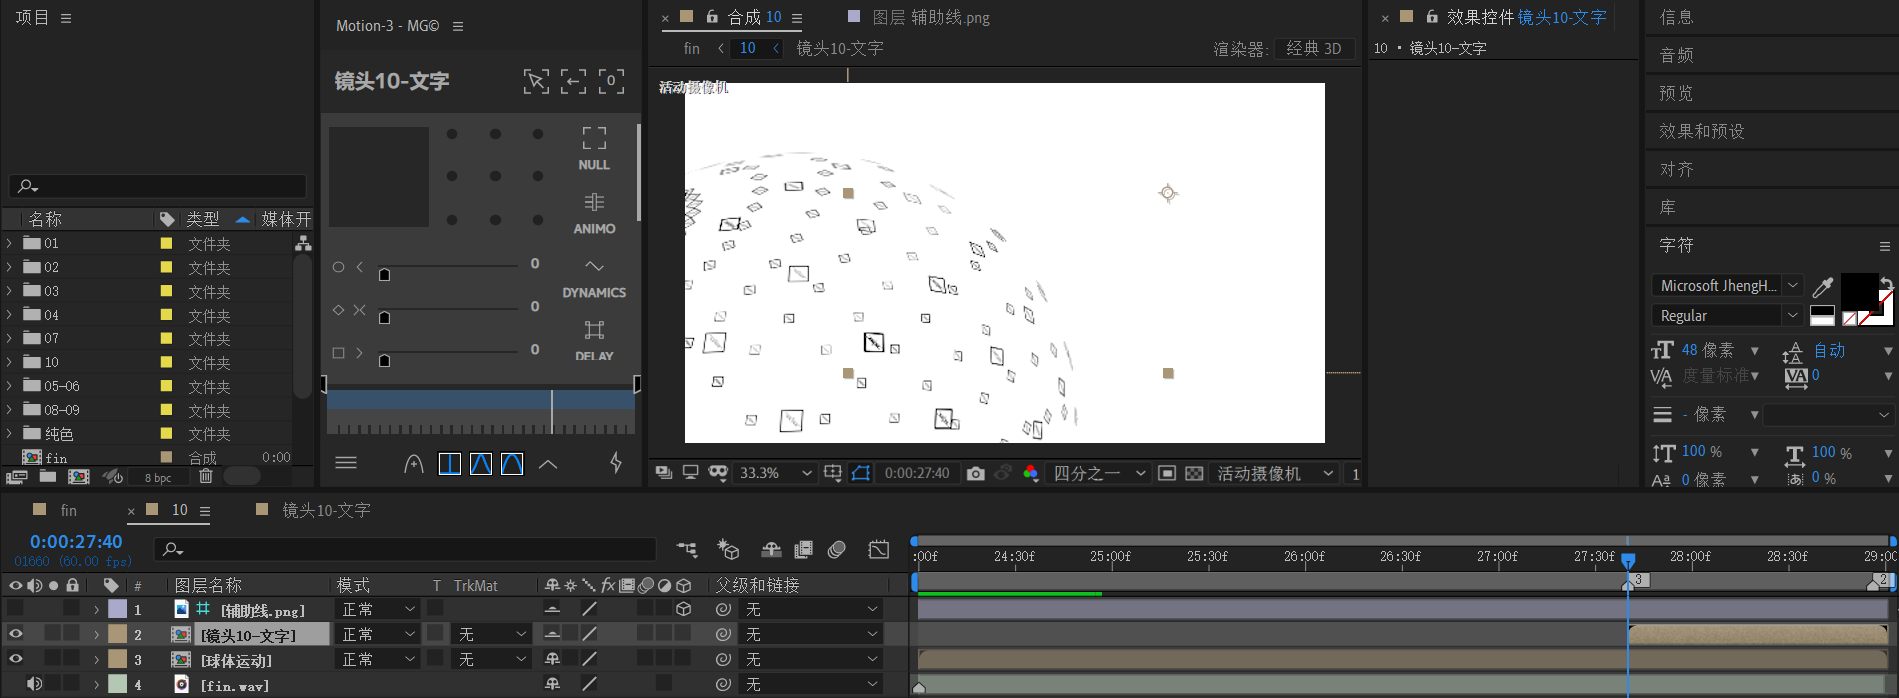 项目
名称 类型 媒体开
01 文件夹
02 文件夹
03 文件夹
04 文件夹
07 文件夹
10 文件夹
05-06 文件夹
08-09 文件夹
纯色 文件夹
fin 合成 0:00
8 bpc
Motion-3 - MG©
镜头10-文字
0
NULL
ANIMO
DYNAMICS
DELAY
0
0
0
合成 10
图层 辅助线.png
fin 10 镜头10-文字
渲染器: 经典 3D
活动摄像机
33.3%
0:00:27:40
四分之一
活动摄像机
1
效果控件 镜头10-文字
10 · 镜头10-文字
信息
音频
预览
效果和预设
对齐
库
字符
Microsoft JhengH...
Regular
48 像素 自动
度量标准 0
- 像素
100 % 100 %
0 像素 0 %
fin
10
镜头10-文字
0:00:27:40
01660 (60.00 fps)
# 图层名称 模式 T TrkMat 父级和链接
1 [辅助线.png] 正常 无
2 [镜头10-文字] 正常 无 无
3 [球体运动] 正常 无 无
4 [fin.wav] 无
:00f 24:30f 25:00f 25:30f 26:00f 26:30f 27:00f 27:30f 28:00f 28:30f 29:00
3
2